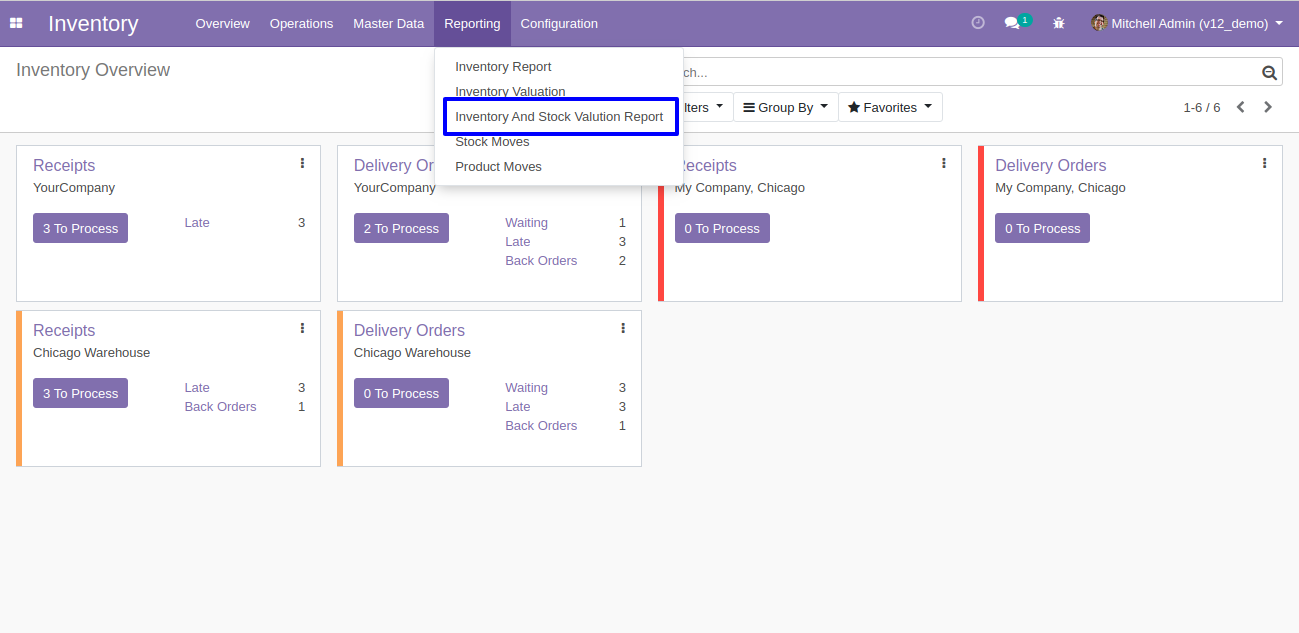 Inventory Overview Operations Master Data Reporting Configuration 1 Mitchell Admin (v12_demo)
Inventory Overview
ch...
Inventory Report
Inventory Valuation
Inventory And Stock Valution Report
Stock Moves
Product Moves
lters Group By Favorites 1-6 / 6
Receipts
YourCompany
3 To Process
Late 3
Delivery Or
YourCompany
2 To Process
Waiting 1
Late 3
Back Orders 2
Receipts
My Company, Chicago
0 To Process
Delivery Orders
My Company, Chicago
0 To Process
Receipts
Chicago Warehouse
3 To Process
Late 3
Back Orders 1
Delivery Orders
Chicago Warehouse
0 To Process
Waiting 3
Late 3
Back Orders 1